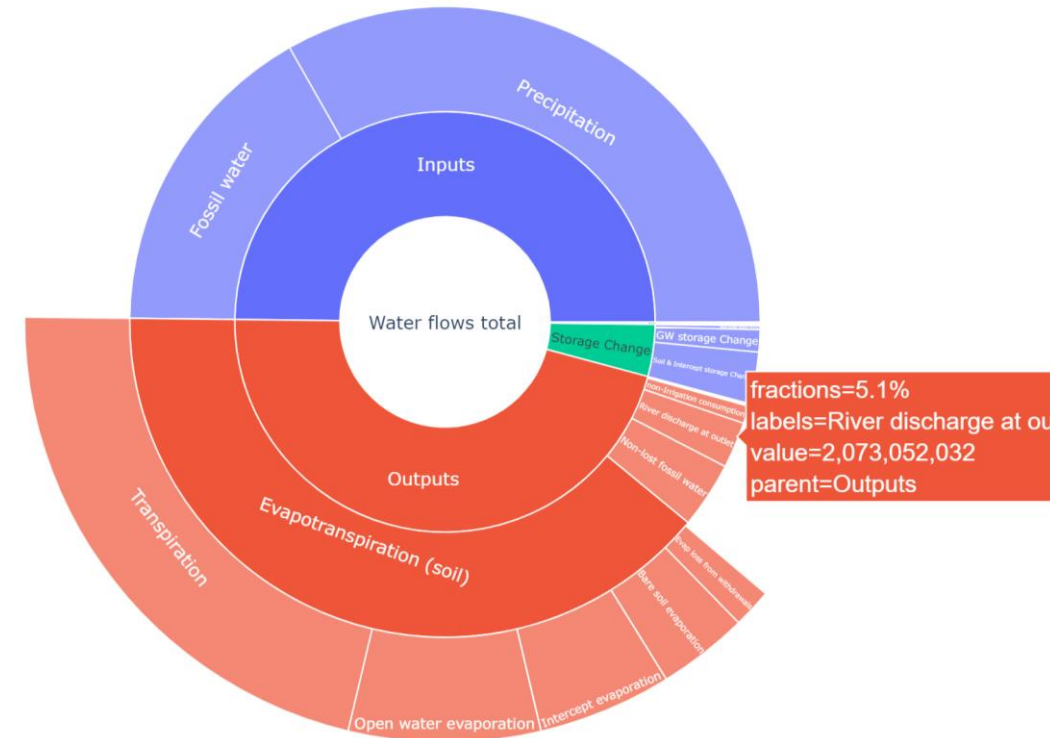 Precipitation
Fossil water
Inputs
Water flows total
Storage Change
GW storage Change
Soil & Intercept storage Chan
non-Irrigation consumption
River discharge at outlet
Non-lost fossil water
fractions=5.1%
labels=River discharge at ou
value=2,073,052,032
parent=Outputs
Outputs
Evapotranspiration (soil)
Transpiration
Evap loss from withdrawals
Bare soil evaporation
Intercept evaporation
Open water evaporation